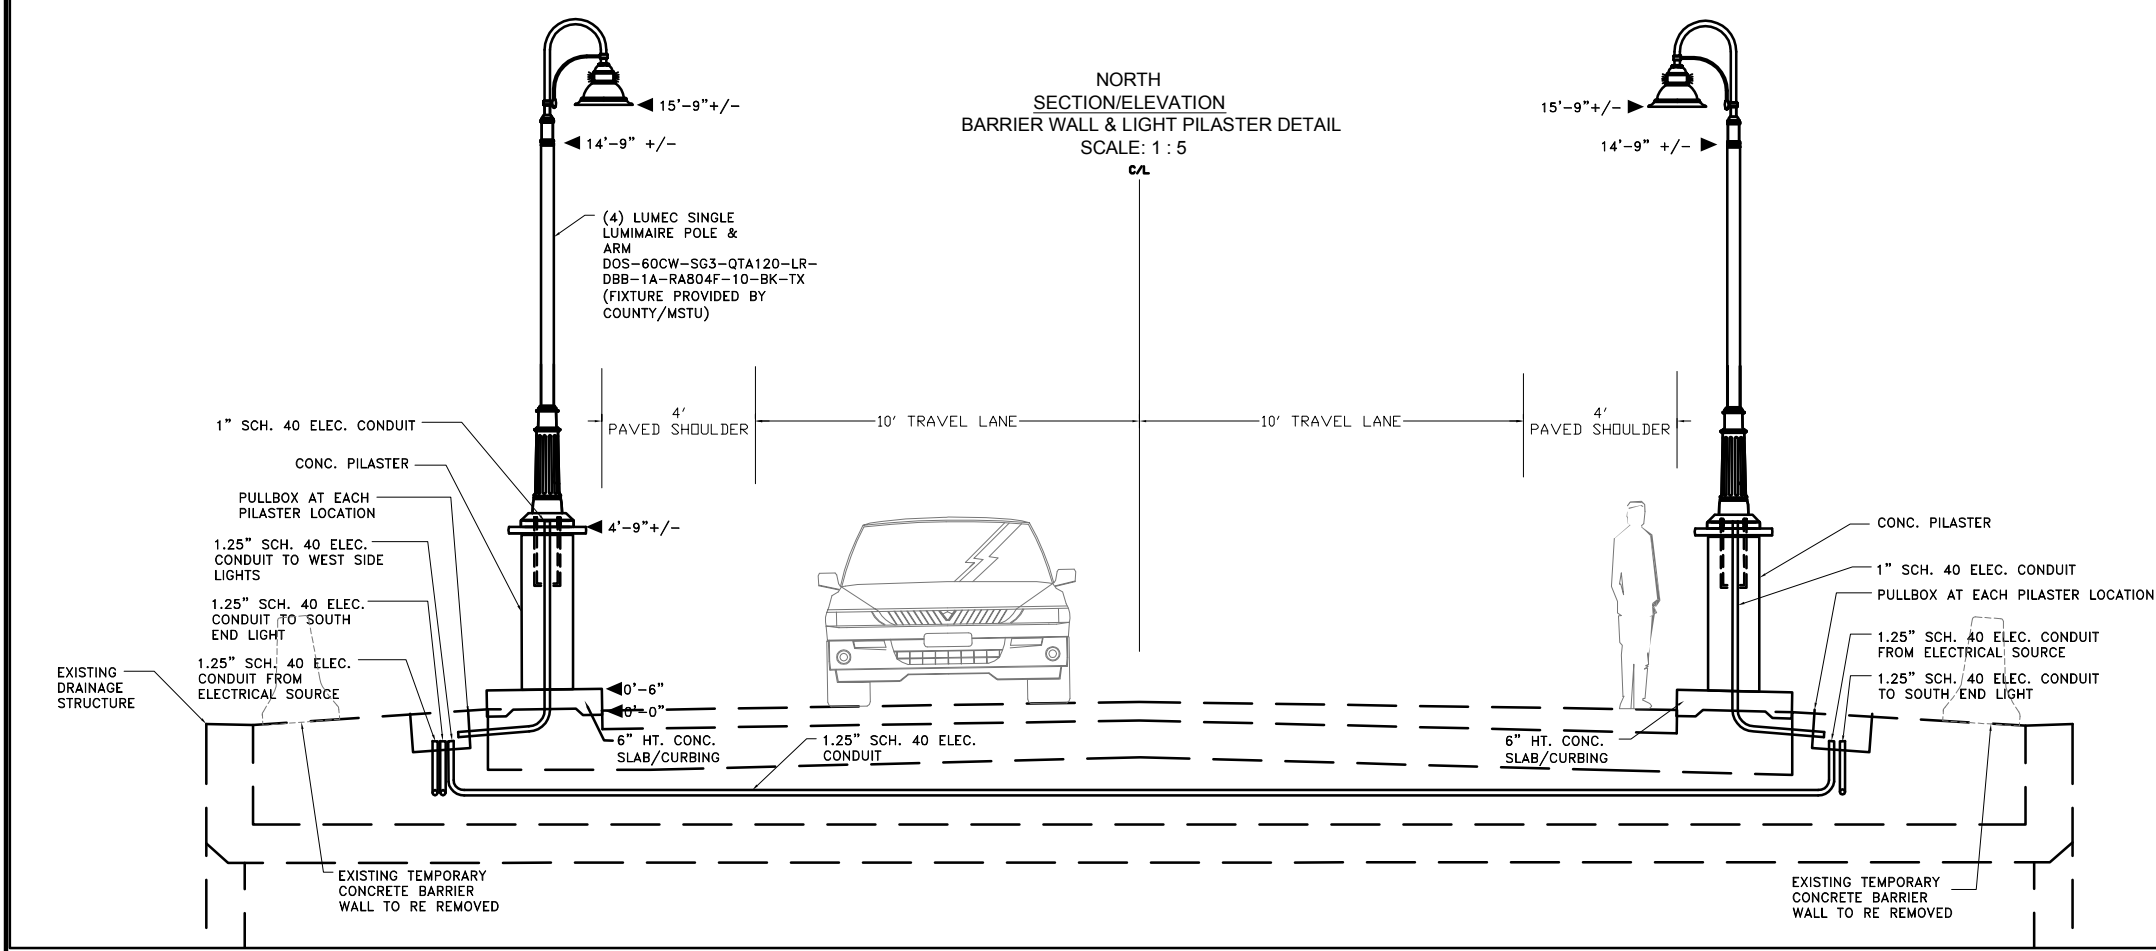 NORTH
SECTION/ELEVATION
BARRIER WALL & LIGHT PILASTER DETAIL
SCALE: 1 : 5
C/L
15'-9"+/-
14'-9" +/-
15'-9"+/-
14'-9" +/-
(4) LUMEC SINGLE
LUMIMAIRE POLE &
ARM
DOS-60CW-SG3-QTA120-LR-
DBB-1A-RA804F-10-BK-TX
(FIXTURE PROVIDED BY
COUNTY/MSTU)
4'
PAVED SHOULDER
10' TRAVEL LANE
10' TRAVEL LANE
4'
PAVED SHOULDER
1" SCH. 40 ELEC. CONDUIT
CONC. PILASTER
PULLBOX AT EACH
PILASTER LOCATION
4'-9"+/-
1.25" SCH. 40 ELEC.
CONDUIT TO WEST SIDE
LIGHTS
1.25" SCH. 40 ELEC.
CONDUIT TO SOUTH
END LIGHT
1.25" SCH. 40 ELEC.
CONDUIT FROM
ELECTRICAL SOURCE
EXISTING
DRAINAGE
STRUCTURE
0'-6"
0'-0"
6" HT. CONC.
SLAB/CURBING
1.25" SCH. 40 ELEC.
CONDUIT
6" HT. CONC.
SLAB/CURBING
CONC. PILASTER
1" SCH. 40 ELEC. CONDUIT
PULLBOX AT EACH PILASTER LOCATION
1.25" SCH. 40 ELEC. CONDUIT
FROM ELECTRICAL SOURCE
1.25" SCH. 40 ELEC. CONDUIT
TO SOUTH END LIGHT
EXISTING TEMPORARY
CONCRETE BARRIER
WALL TO RE REMOVED
EXISTING TEMPORARY
CONCRETE BARRIER
WALL TO RE REMOVED